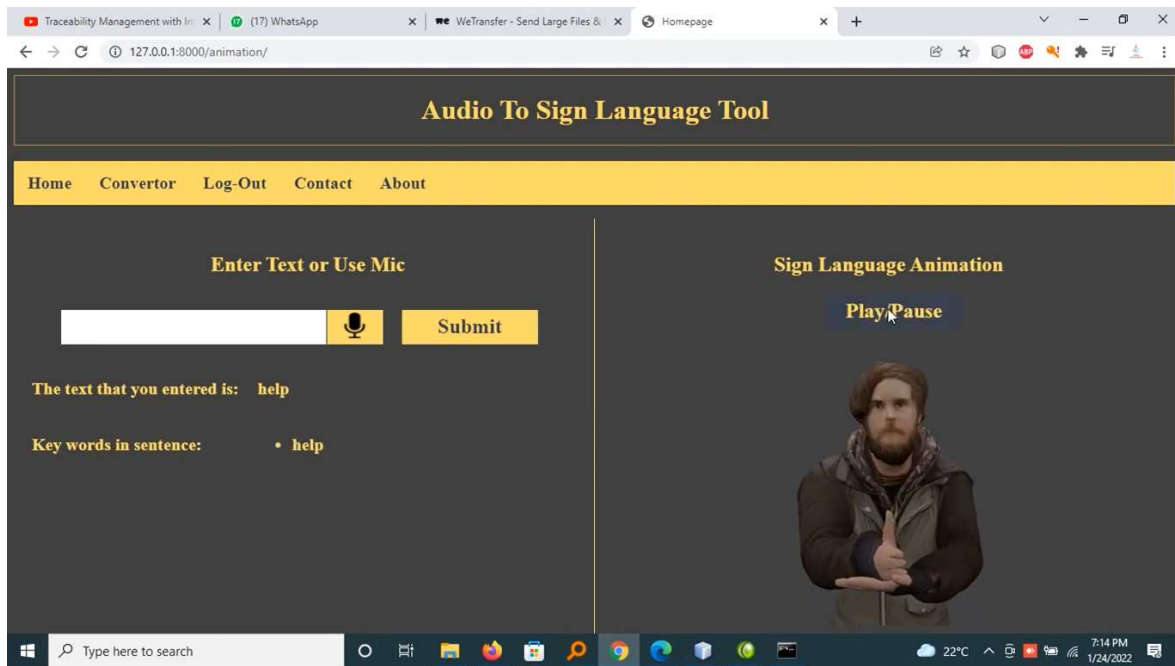 Traceability Management with Im
(17) WhatsApp
WeTransfer - Send Large Files &
Homepage
127.0.0.1:8000/animation/
ABP
Audio To Sign Language Tool
Home Convertor Log-Out Contact About
Enter Text or Use Mic
Submit
The text that you entered is: help
Key words in sentence: • help
Sign Language Animation
Play/Pause
Type here to search
22°C
7:14 PM
1/24/2022